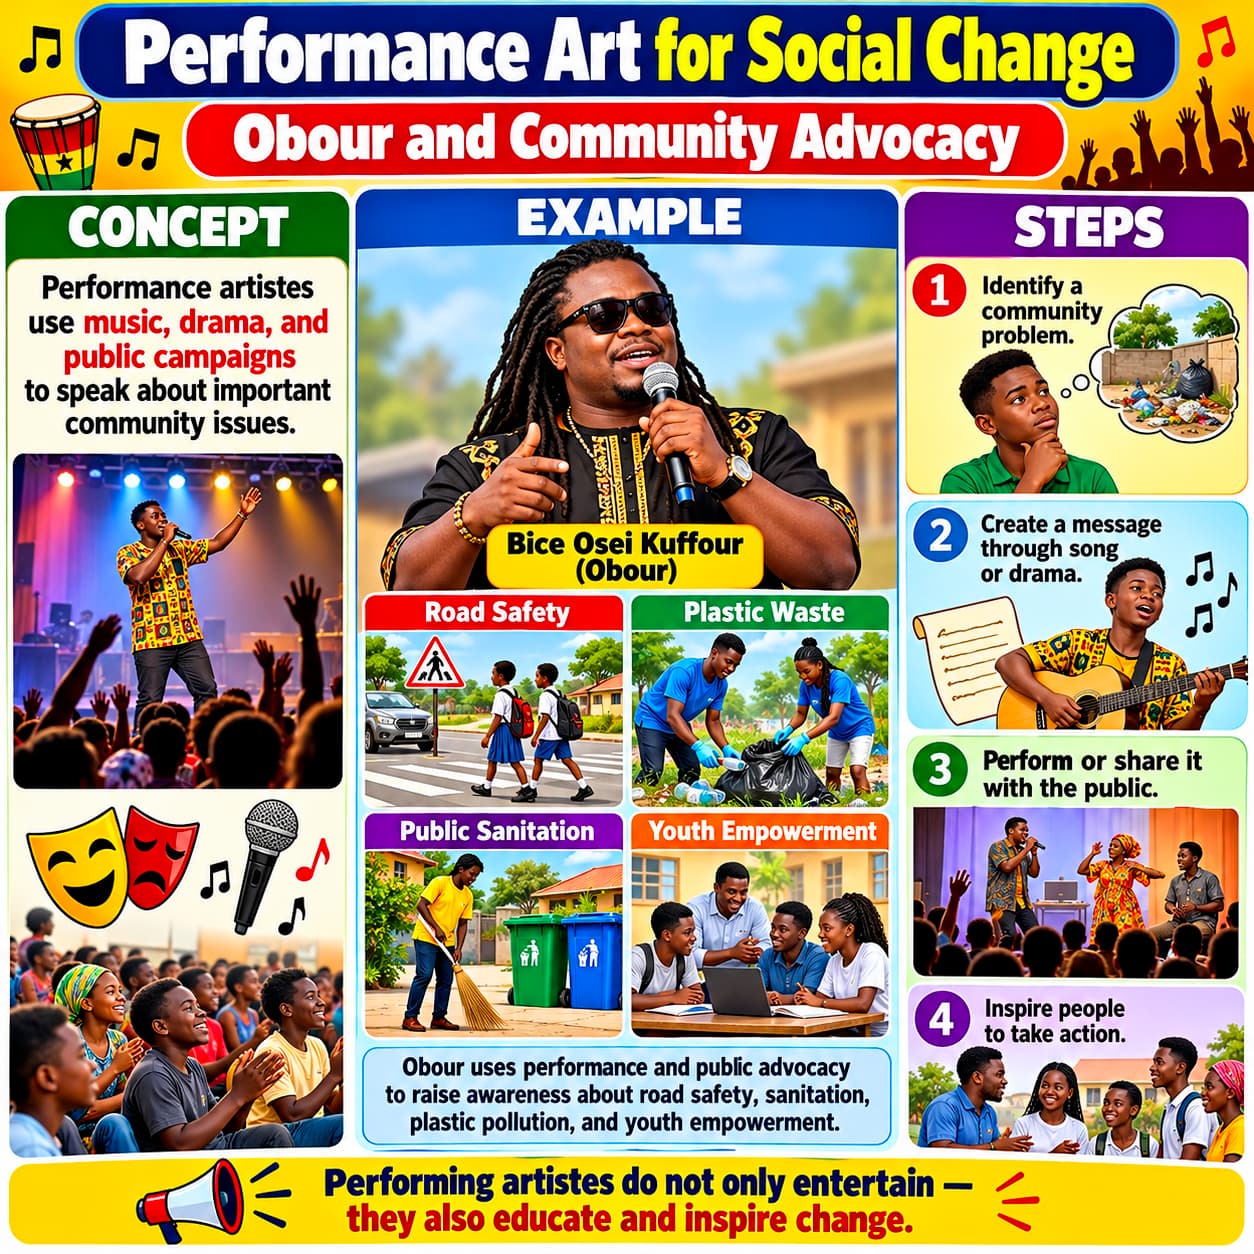 Performance Art for Social Change
Obour and Community Advocacy
CONCEPT
Performance artistes
use music, drama, and
public campaigns
to speak about important
community issues.
EXAMPLE
Bice Osei Kuffour
(Obour)
Road Safety
Plastic Waste
Public Sanitation
Youth Empowerment
Obour uses performance and public advocacy
to raise awareness about road safety, sanitation,
plastic pollution, and youth empowerment.
STEPS
1
Identify a
community
problem.
2
Create a message
through song
or drama.
3
Perform or share it
with the public.
4
Inspire people
to take action.
Performing artistes do not only entertain —
they also educate and inspire change.